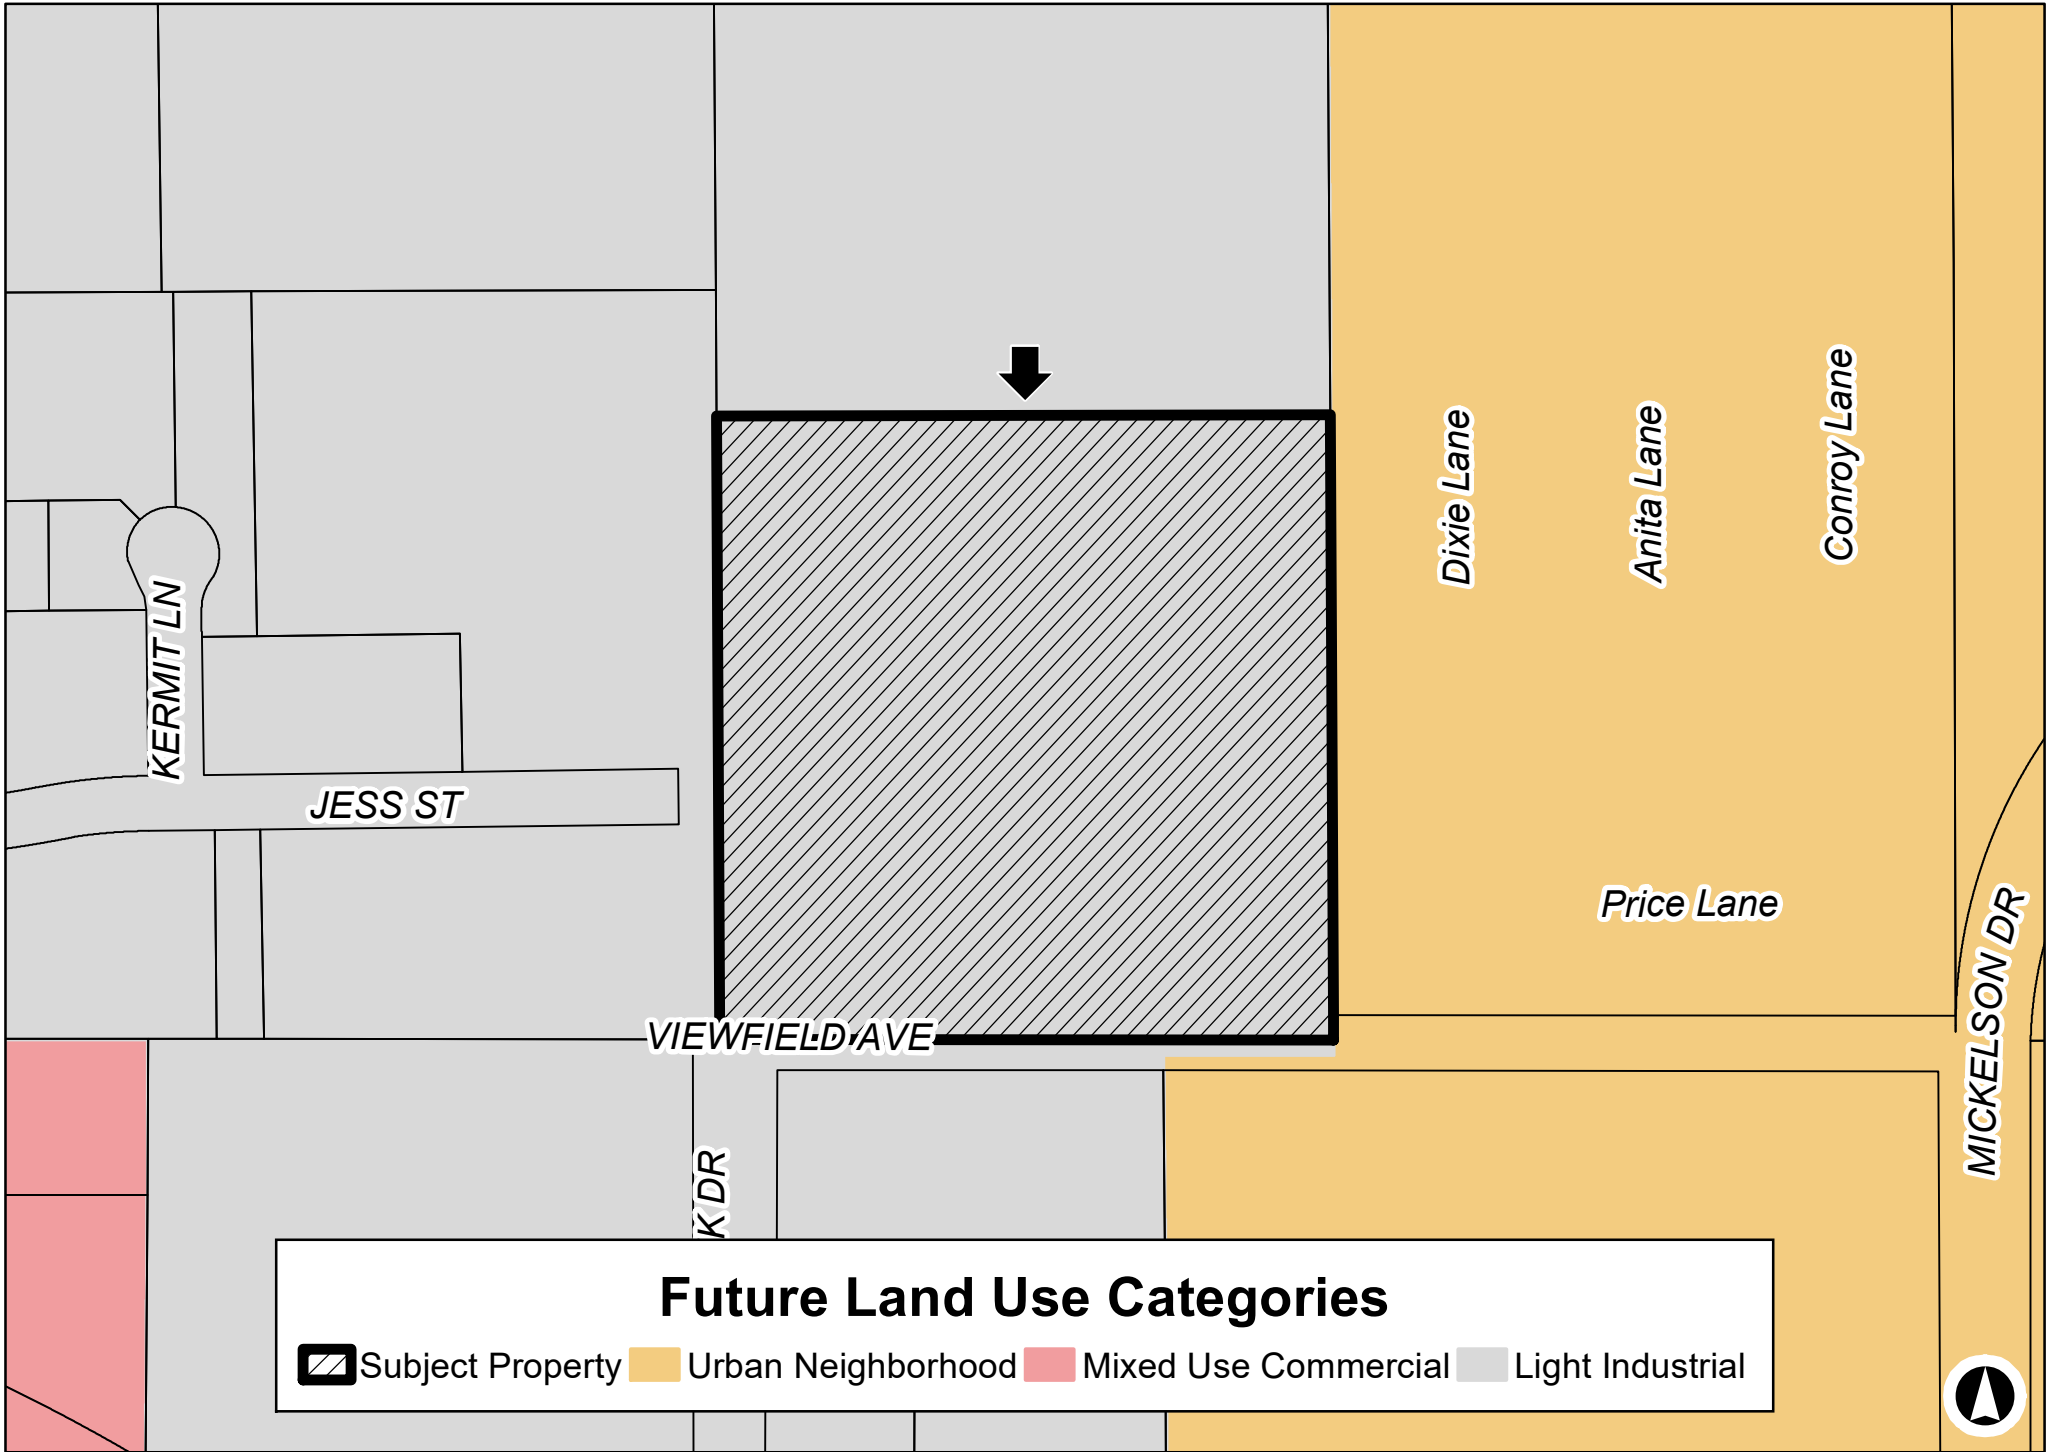 Conroy Lane
Dixie Lane
Anita Lane
KERMIT LN
JESS ST
Price Lane
MICKELSON DR
VIEWFIELD AVE
K DR
Future Land Use Categories
Subject Property Urban Neighborhood Mixed Use Commercial Light Industrial